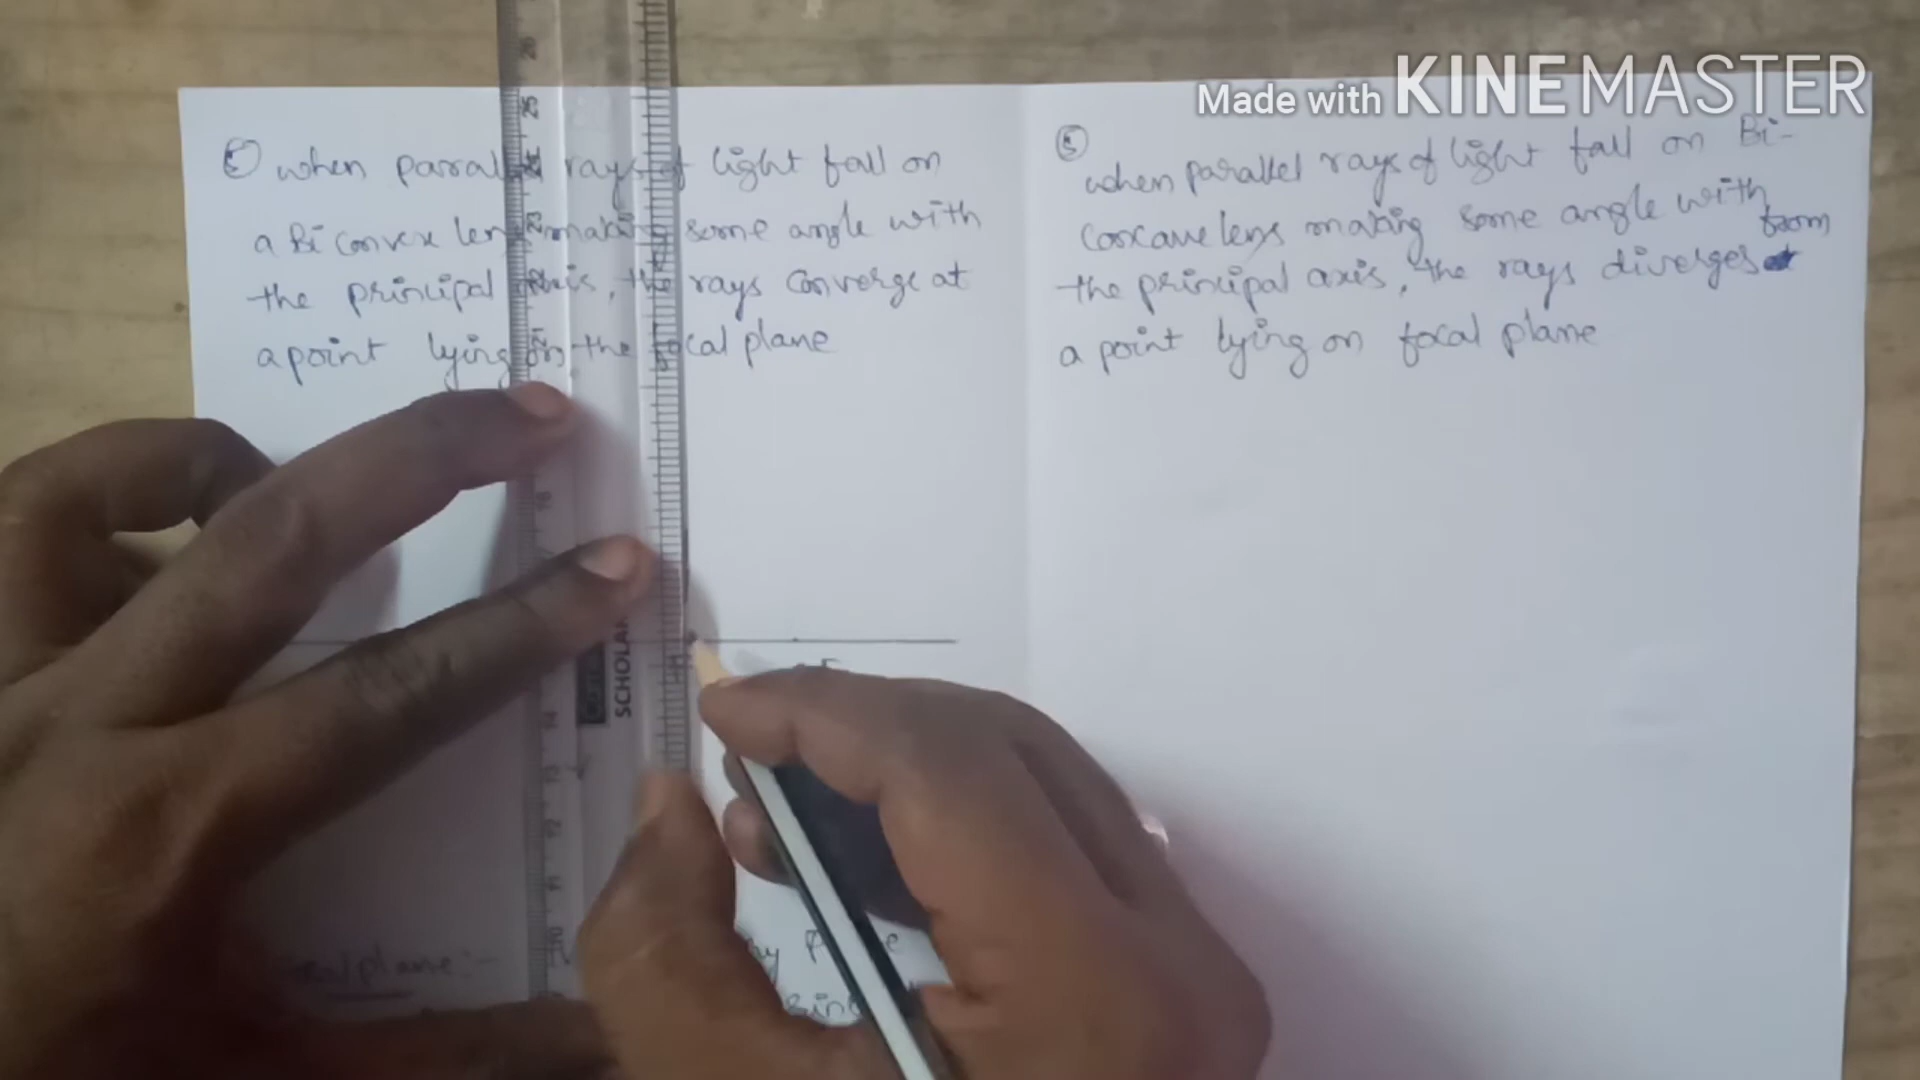 Made with KINEMASTER
5 when parallel rays of light fall on
a Bi convex lens making some angle with
the principal axis, the rays converge at
a point lying on the focal plane
5
when parallel rays of light fall on Bi-
concave lens making some angle with
the principal axis, the rays diverges from
a point lying on focal plane
F
plane:-
SCHOLAR